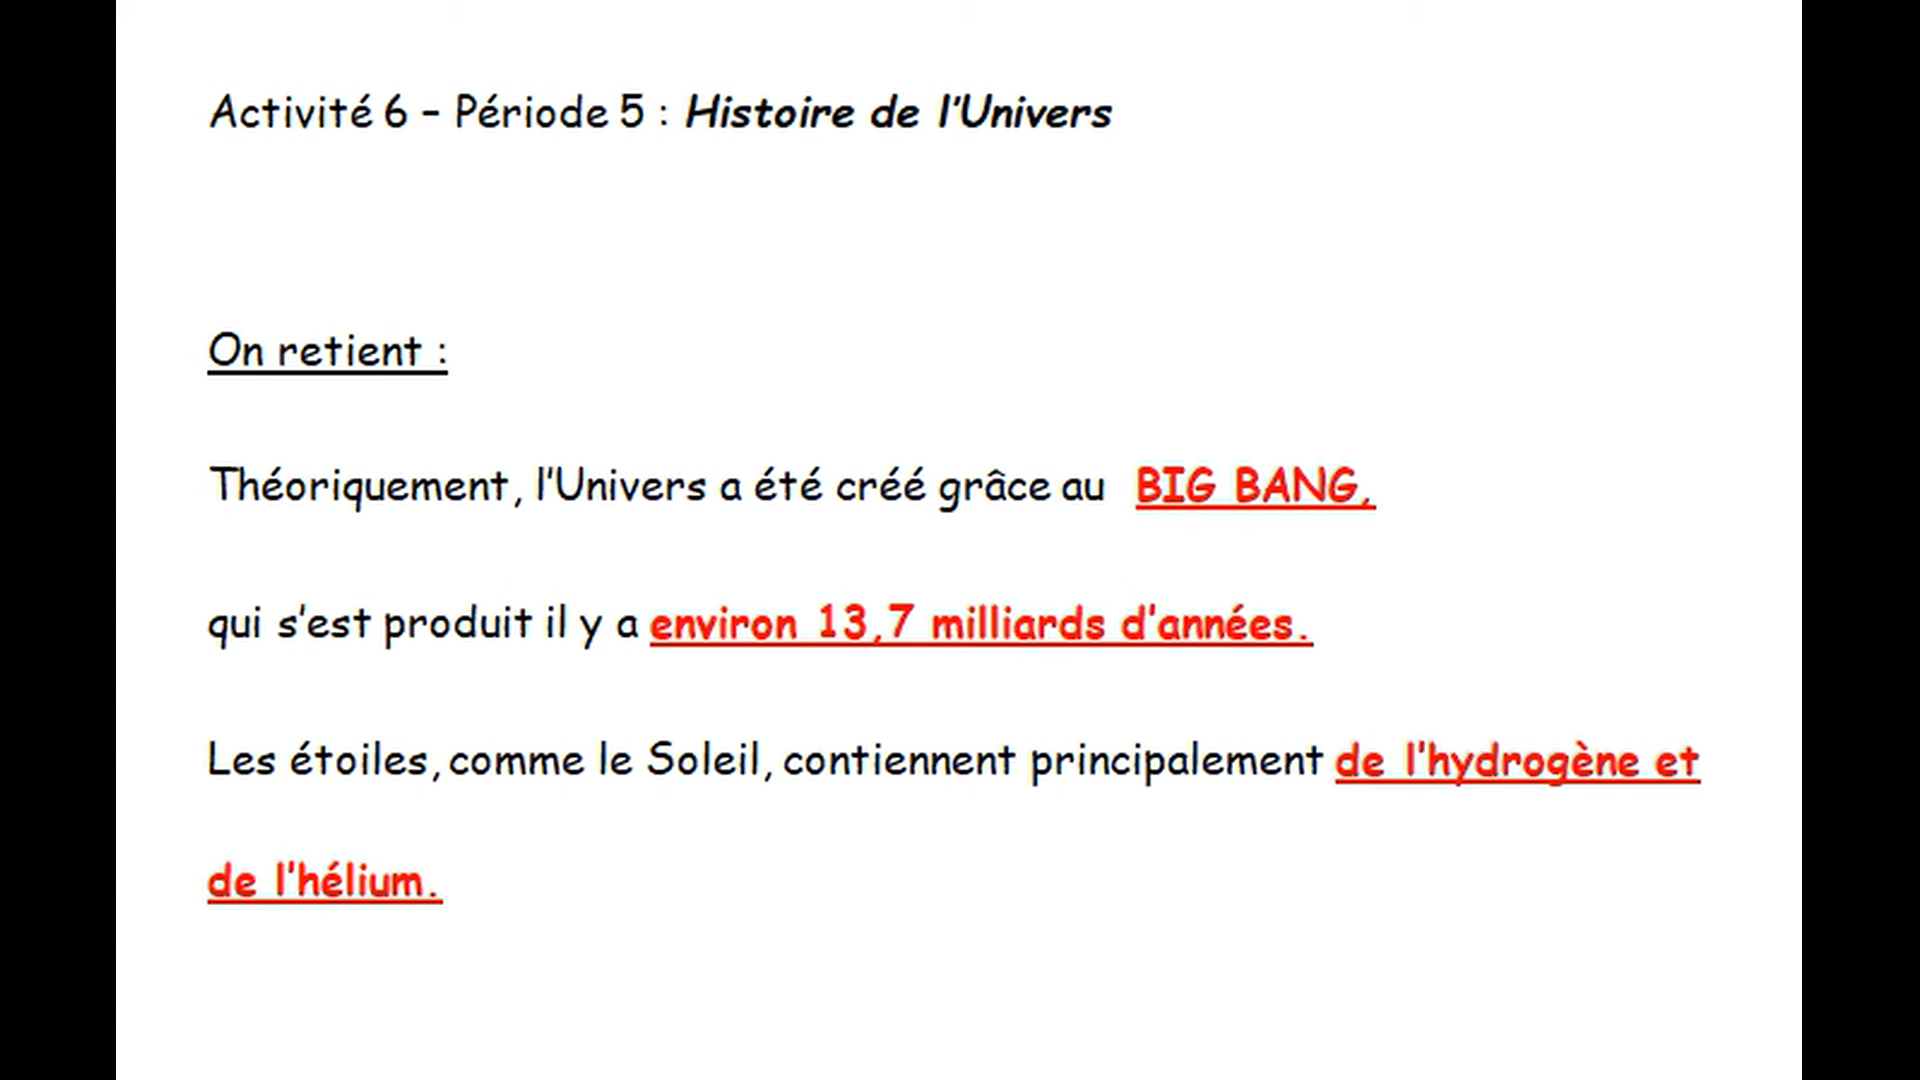 Activité 6 – Période 5 : Histoire de l'Univers
On retient :
Théoriquement, l'Univers a été créé grâce au BIG BANG,
qui s'est produit il y a environ 13,7 milliards d'années.
Les étoiles, comme le Soleil, contiennent principalement de l'hydrogène et
de l'hélium.